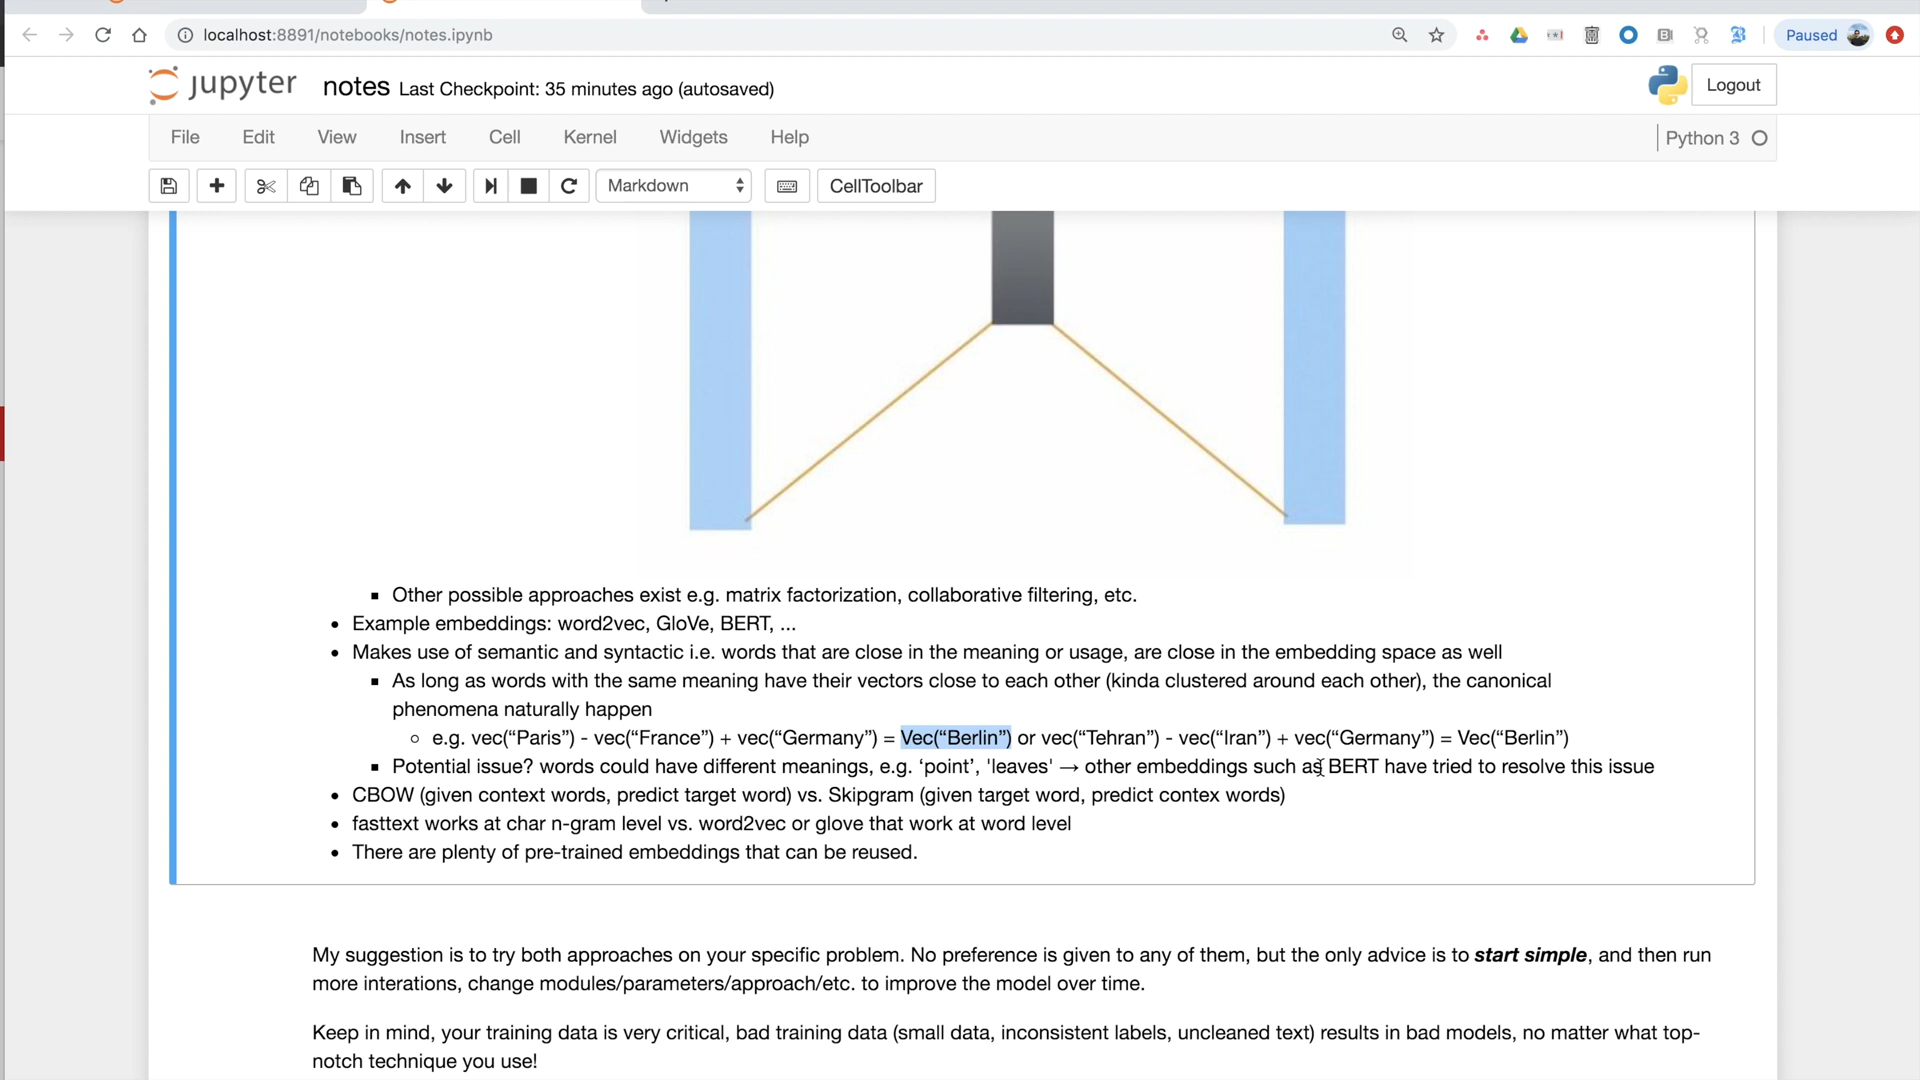 localhost:8891/notebooks/notes.ipynb
Paused
jupyter notes Last Checkpoint: 35 minutes ago (autosaved)
Logout
File Edit View Insert Cell Kernel Widgets Help
Python 3
Markdown
CellToolbar
▪ Other possible approaches exist e.g. matrix factorization, collaborative filtering, etc.
• Example embeddings: word2vec, GloVe, BERT, ...
• Makes use of semantic and syntactic i.e. words that are close in the meaning or usage, are close in the embedding space as well
▪ As long as words with the same meaning have their vectors close to each other (kinda clustered around each other), the canonical
phenomena naturally happen
○ e.g. vec(“Paris”) - vec(“France”) + vec(“Germany”) = Vec(“Berlin”) or vec(“Tehran”) - vec(“Iran”) + vec(“Germany”) = Vec(“Berlin”)
▪ Potential issue? words could have different meanings, e.g. ‘point’, 'leaves' → other embeddings such as BERT have tried to resolve this issue
• CBOW (given context words, predict target word) vs. Skipgram (given target word, predict contex words)
• fasttext works at char n-gram level vs. word2vec or glove that work at word level
• There are plenty of pre-trained embeddings that can be reused.
My suggestion is to try both approaches on your specific problem. No preference is given to any of them, but the only advice is to start simple, and then run
more interations, change modules/parameters/approach/etc. to improve the model over time.
Keep in mind, your training data is very critical, bad training data (small data, inconsistent labels, uncleaned text) results in bad models, no matter what top-
notch technique you use!